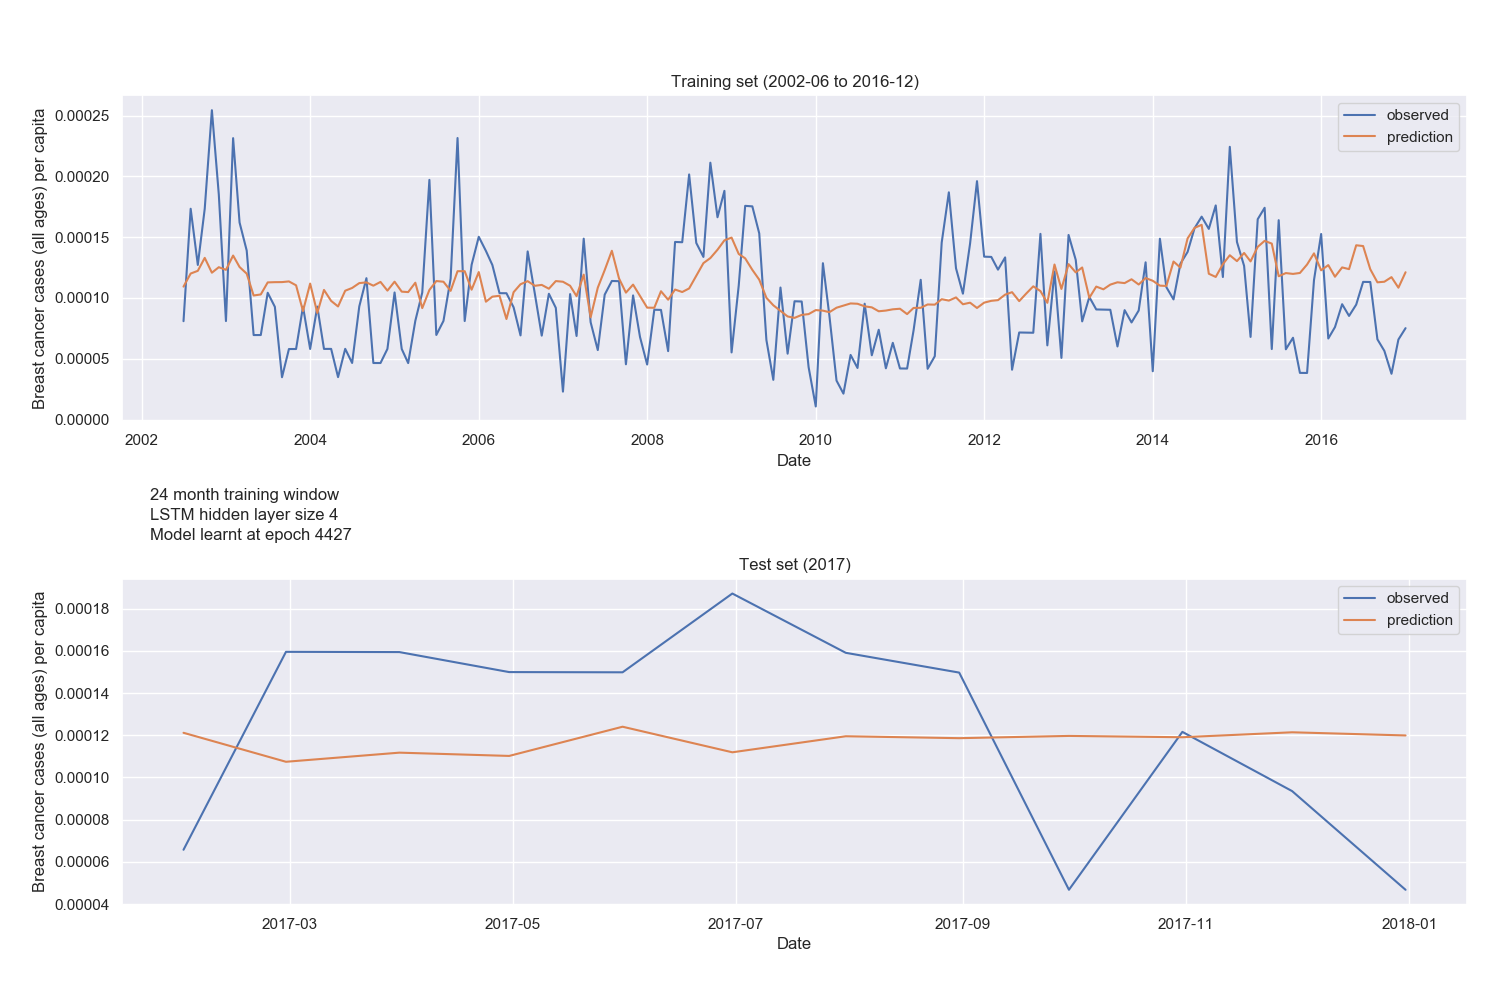 Training set (2002-06 to 2016-12)
Breast cancer cases (all ages) per capita
0.00025
0.00020
0.00015
0.00010
0.00005
0.00000
observed
prediction
2002 2004 2006 2008 2010 2012 2014 2016
Date
24 month training window
LSTM hidden layer size 4
Model learnt at epoch 4427
Test set (2017)
Breast cancer cases (all ages) per capita
0.00018
0.00016
0.00014
0.00012
0.00010
0.00008
0.00006
0.00004
observed
prediction
2017-03 2017-05 2017-07 2017-09 2017-11 2018-01
Date